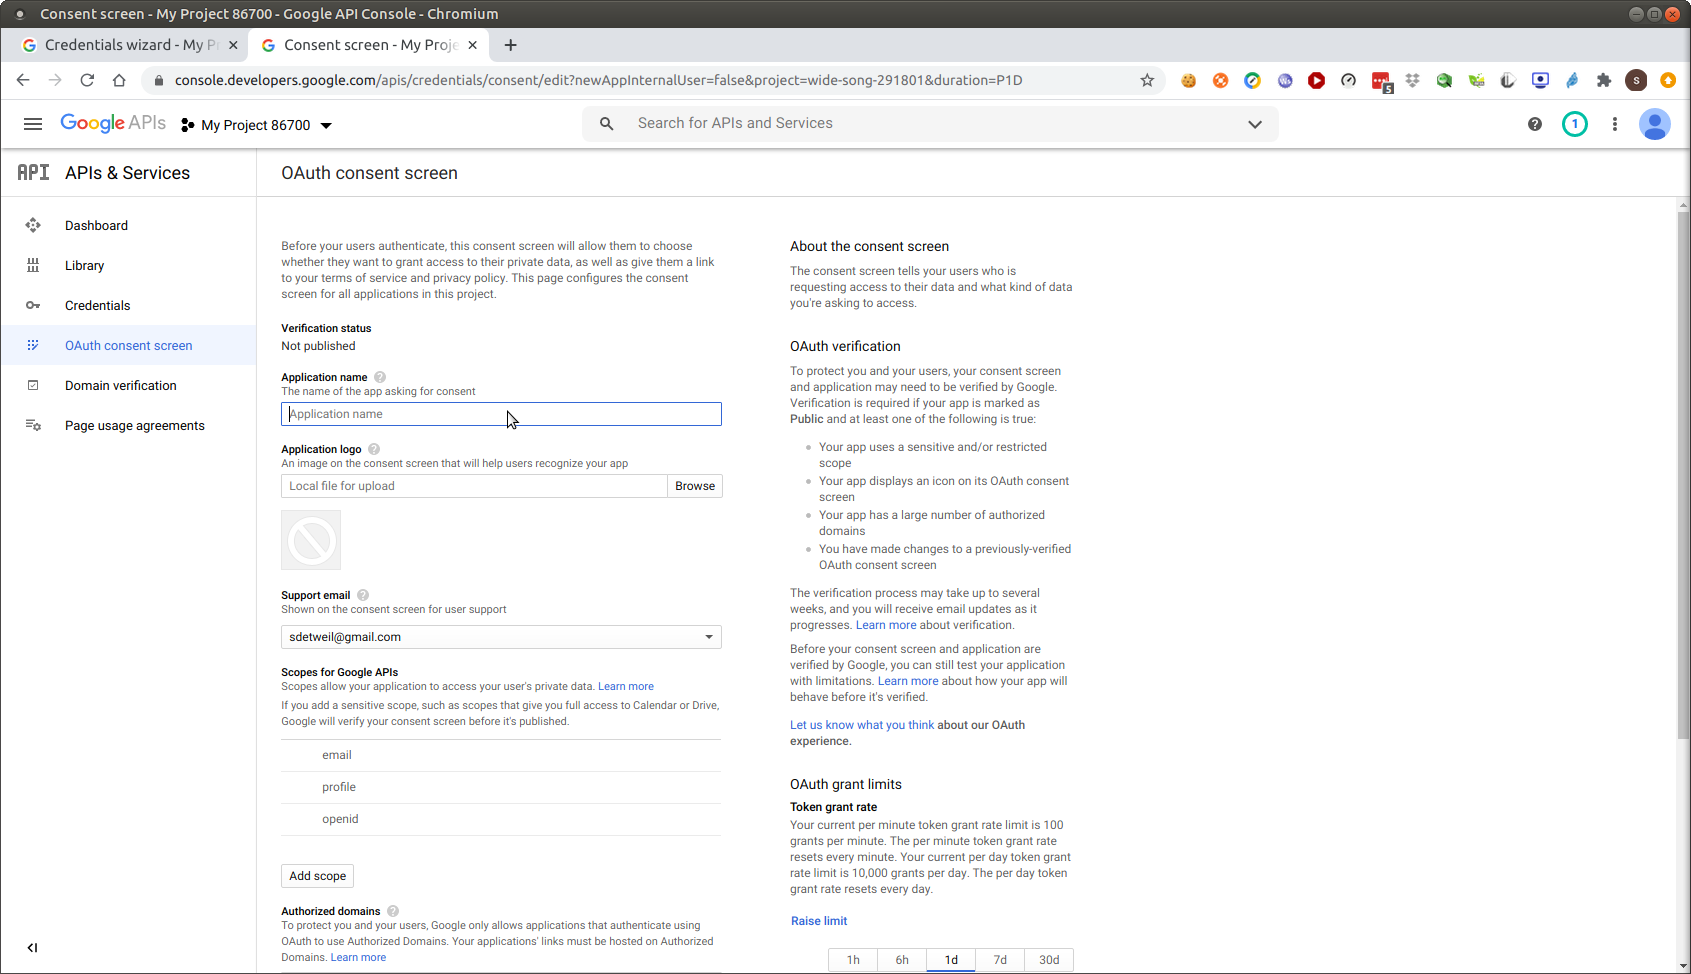 Consent screen - My Project 86700 - Google API Console - Chromium
Credentials wizard - My P
Consent screen - My Proje
console.developers.google.com/apis/credentials/consent/edit?newAppInternalUser=false&project=wide-song-291801&duration=P1D
5
S
Google APIs
My Project 86700
Search for APIs and Services
1
API APIs & Services
OAuth consent screen
Dashboard
Library
Credentials
OAuth consent screen
Domain verification
Page usage agreements
Before your users authenticate, this consent screen will allow them to choose
whether they want to grant access to their private data, as well as give them a link
to your terms of service and privacy policy. This page configures the consent
screen for all applications in this project.
Verification status
Not published
Application name
The name of the app asking for consent
Application name
Application logo
An image on the consent screen that will help users recognize your app
Local file for upload
Browse
Support email
Shown on the consent screen for user support
sdetweil@gmail.com
Scopes for Google APIs
Scopes allow your application to access your user's private data. Learn more
If you add a sensitive scope, such as scopes that give you full access to Calendar or Drive,
Google will verify your consent screen before it's published.
email
profile
openid
Add scope
Authorized domains
To protect you and your users, Google only allows applications that authenticate using
OAuth to use Authorized Domains. Your applications' links must be hosted on Authorized
Domains. Learn more
About the consent screen
The consent screen tells your users who is
requesting access to their data and what kind of data
you're asking to access.
OAuth verification
To protect you and your users, your consent screen
and application may need to be verified by Google.
Verification is required if your app is marked as
Public and at least one of the following is true:
Your app uses a sensitive and/or restricted
scope
Your app displays an icon on its OAuth consent
screen
Your app has a large number of authorized
domains
You have made changes to a previously-verified
OAuth consent screen
The verification process may take up to several
weeks, and you will receive email updates as it
progresses. Learn more about verification.
Before your consent screen and application are
verified by Google, you can still test your application
with limitations. Learn more about how your app will
behave before it's verified.
Let us know what you think about our OAuth
experience.
OAuth grant limits
Token grant rate
Your current per minute token grant rate limit is 100
grants per minute. The per minute token grant rate
resets every minute. Your current per day token grant
rate limit is 10,000 grants per day. The per day token
grant rate resets every day.
Raise limit
1h 6h 1d 7d 30d